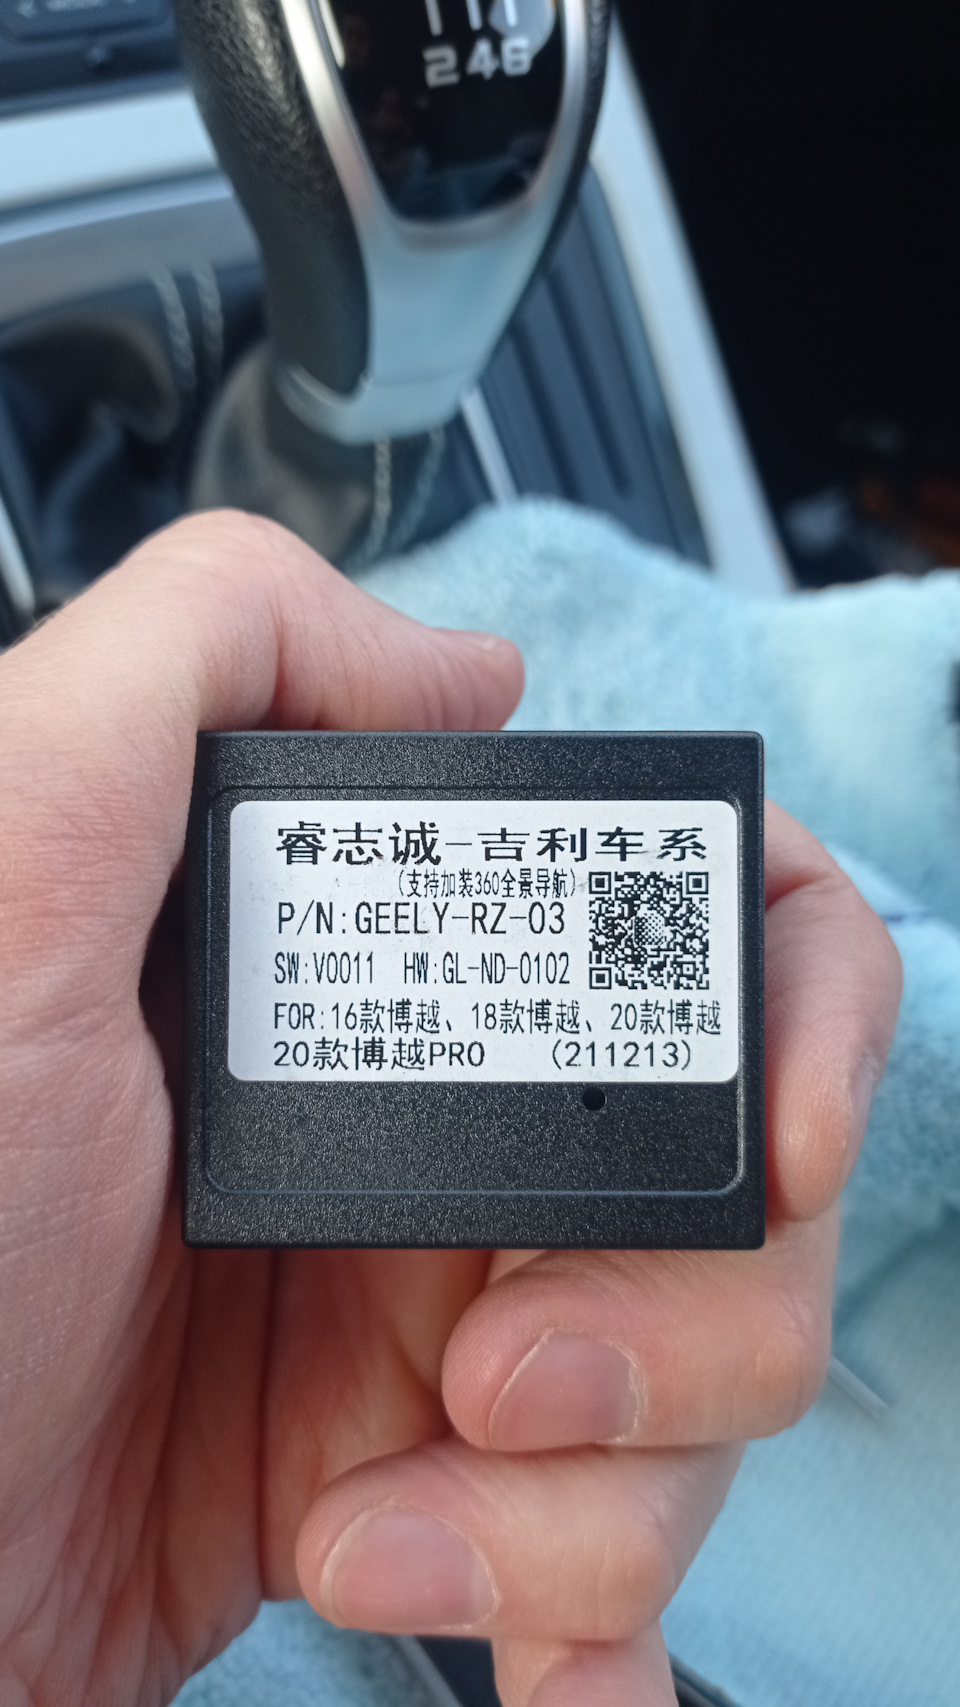 246
睿志诚-吉利车系
(支持加装360全景导航)
P/N:GEELY-RZ-03
SW:V0011 HW:GL-ND-0102
FOR:16款博越、18款博越、20款博越
20款博越PRO (211213)